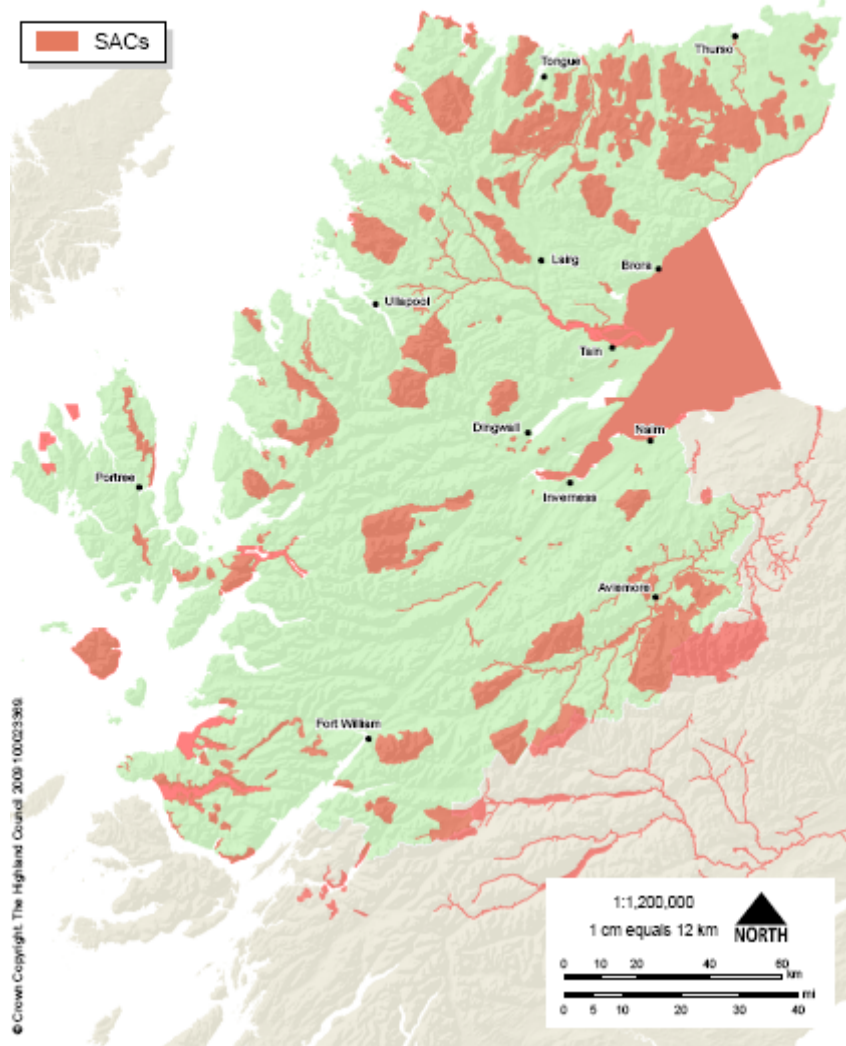 SACs
Thurso
Tongue
Lairg
Brora
Ullapool
Tain
Dingwall
Nairn
Portree
Inverness
Aviemore
Fort William
© Crown Copyright. The Highland Council 2009 100023369.
1:1,200,000
1 cm equals 12 km
NORTH
0 10 20 40 60
km
mi
0 5 10 20 30 40